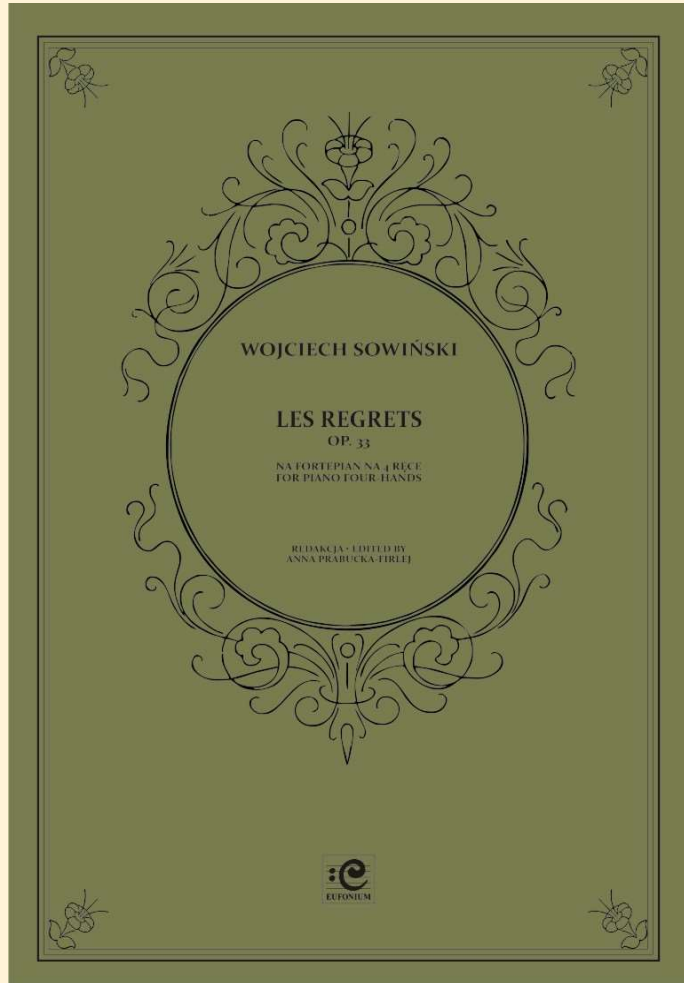 WOJCIECH SOWIŃSKI
LES REGRETS
OP. 33
NA FORTEPIAN NA 4 RĘCE
FOR PIANO FOUR-HANDS
REDAKCJA • EDITED BY
ANNA PRABUCKA-FIRLEJ
EUFONIUM